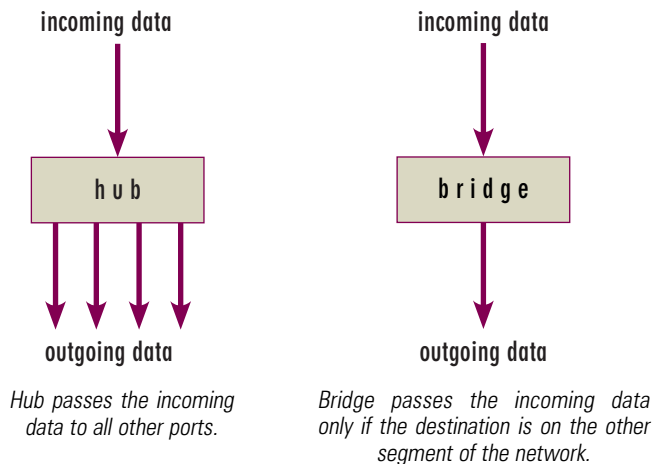 incoming data
hub
outgoing data
Hub passes the incoming
data to all other ports.
incoming data
bridge
outgoing data
Bridge passes the incoming data
only if the destination is on the other
segment of the network.